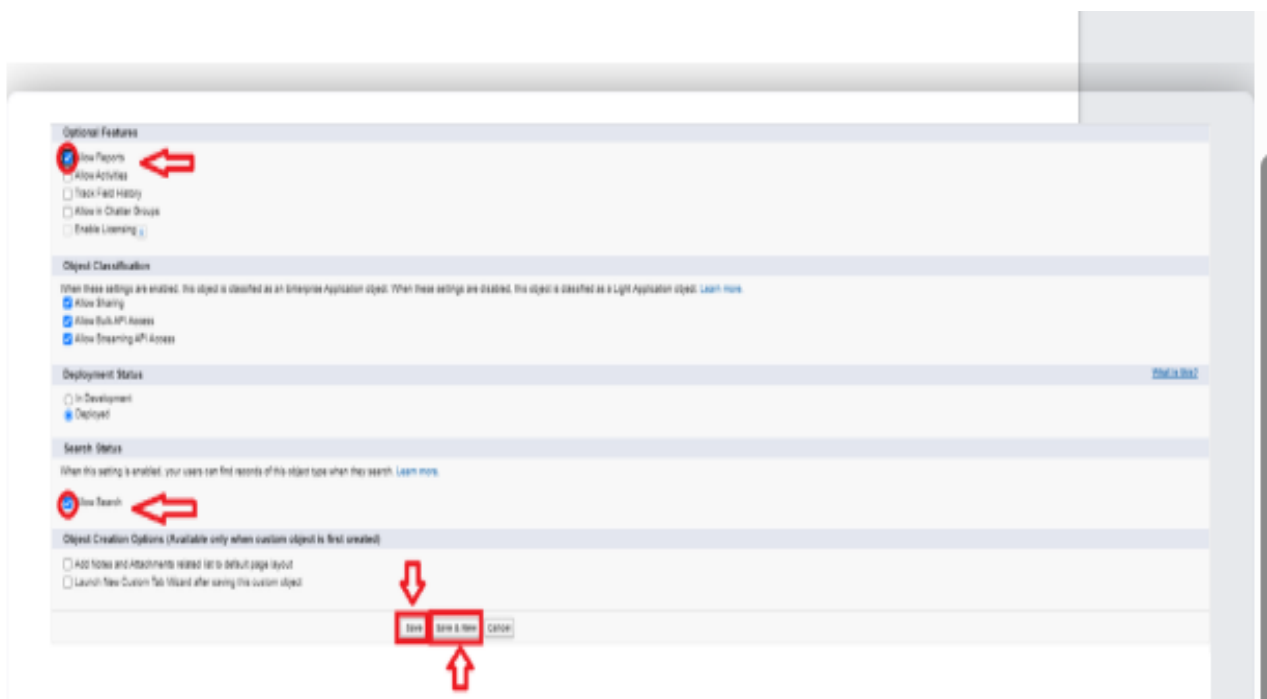 Optional Features
Allow Reports
Allow Activities
Track Field History
Allow in Chatter Groups
Enable Licensing i
Object Classification
When these settings are enabled, this object is classified as an Enterprise Application object. When these settings are disabled, this object is classified as a Light Application object. Learn more.
Allow Sharing
Allow Bulk API Access
Allow Streaming API Access
Deployment Status What is this?
In Development
Deployed
Search Status
When this setting is enabled, your users can find records of this object type when they search. Learn more.
Allow Search
Object Creation Options (Available only when custom object is first created)
Add Notes and Attachments related list to default page layout
Launch New Custom Tab Wizard after saving this custom object
Save Save & New Cancel